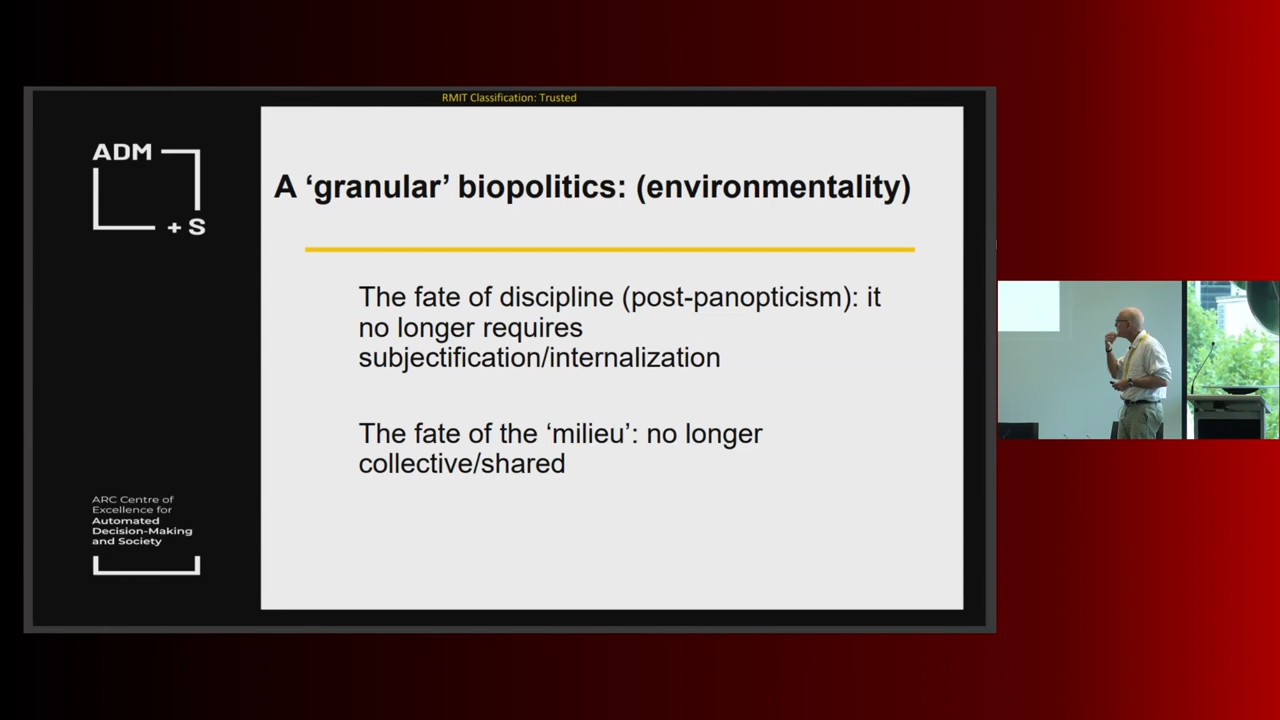 RMIT Classification: Trusted
ADM
+ S
A ‘granular’ biopolitics: (environmentality)
The fate of discipline (post-panopticism): it
no longer requires
subjectification/internalization
The fate of the ‘milieu’: no longer
collective/shared
ARC Centre of
Excellence for
Automated
Decision-Making
and Society